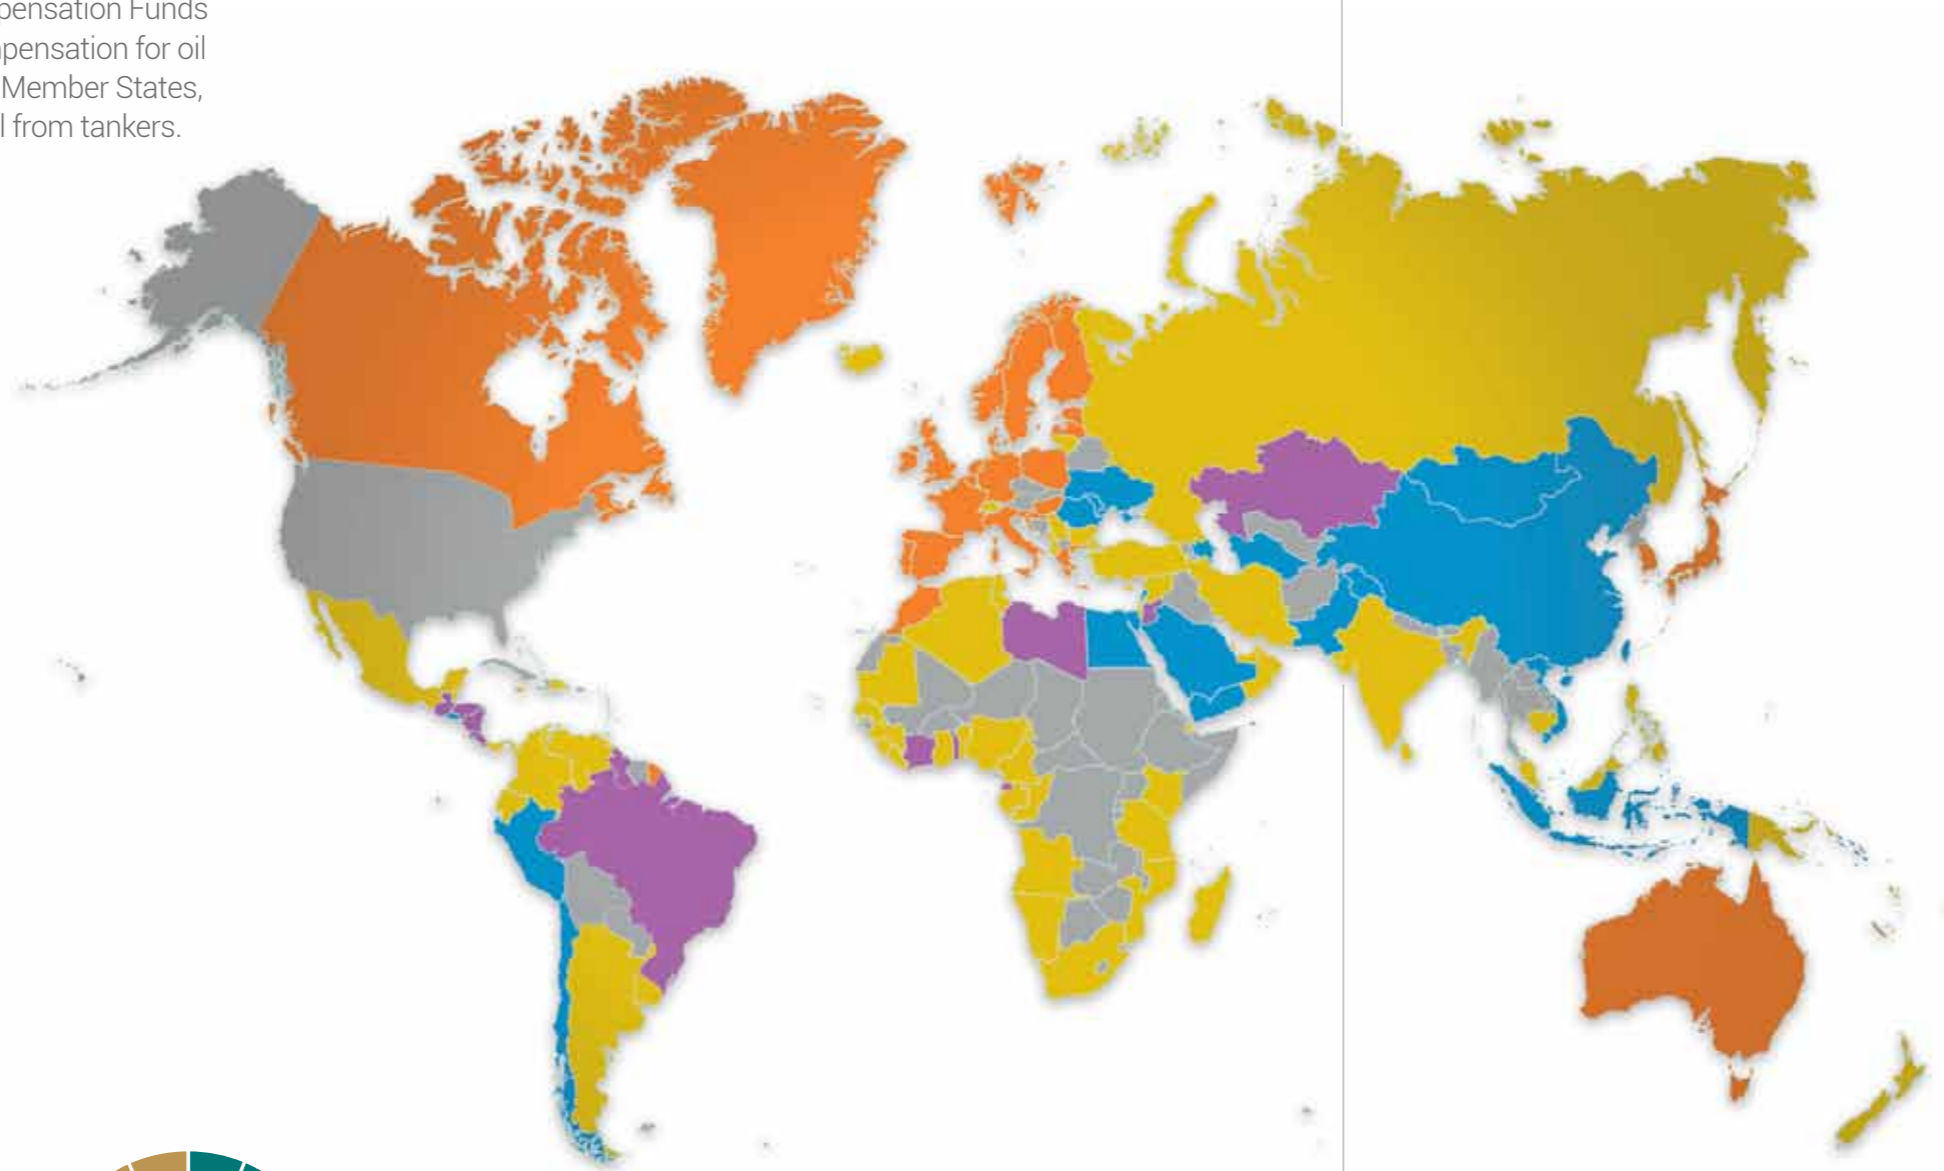 pensation Funds
pensation for oil
Member States,
l from tankers.